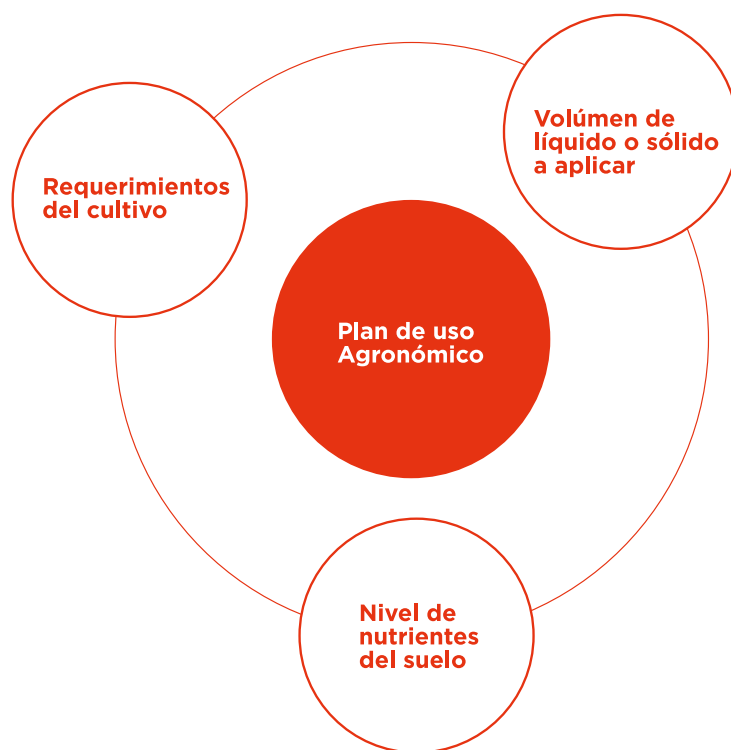 Volúmen de
líquido o sólido
a aplicar
Requerimientos
del cultivo
Plan de uso
Agronómico
Nivel de
nutrientes
del suelo